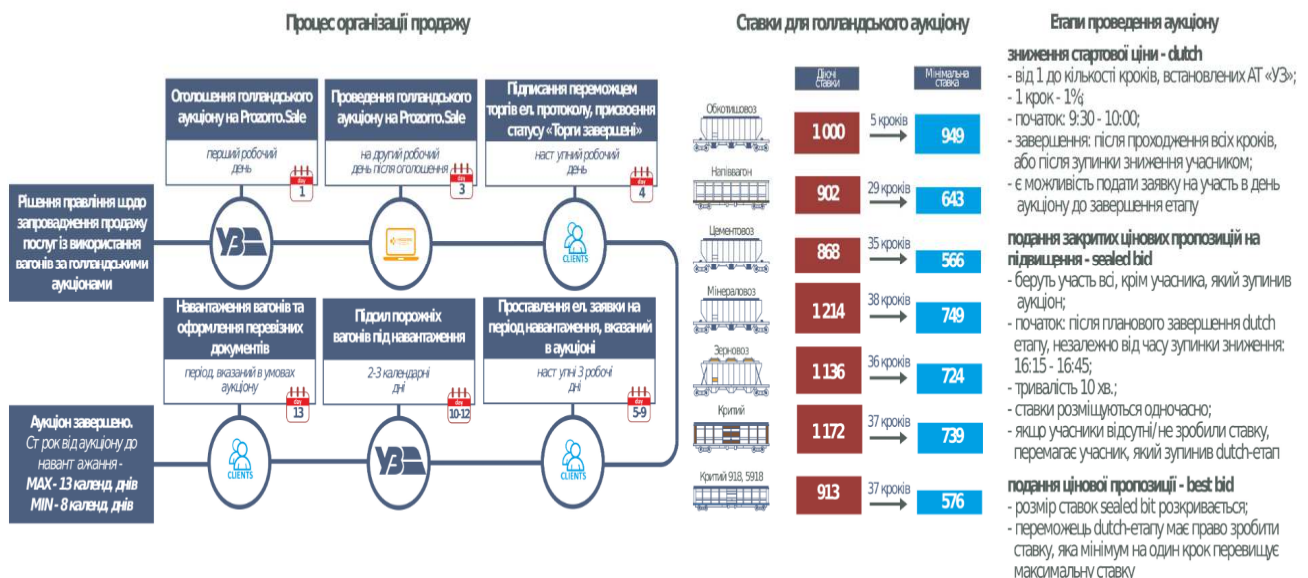 Процес організації продажу
Рішення правління щодо
запровадження продажу
послуг із використання
вагонів за голландськими
аукціонами
Оголошення голландського
аукціону на Prozorro.Sale
перший робочий
день
day
1
УЗ
Проведення голландського
аукціону на Prozorro.Sale
на другий робочий
день після оголошення
day
3
Підписання переможцем
торгів ел. протоколу, присвоєння
статусу «Торги завершені»
наступний робочий
день
day
4
CLIENTS
Проставлення ел. заявки на
період навантаження, вказаний
в аукціоні
наступні 3 робочі
дні
day
5-9
CLIENTS
Підсил порожніх
вагонів під навантаження
2-3 календарні
дні
day
10-12
УЗ
Навантаження вагонів та
оформлення перевізних
документів
період, вказаний в умовах
аукціону
day
13
CLIENTS
Аукціон завершено.
Строк від аукціону до
навантажання -
MAX - 13 календ. днів
MIN - 8 календ. днів
Ставки для голландського аукціону
Діючі
ставки
Мінімальна
ставка
Обкотишовоз
1 000
5 кроків
949
Напіввагон
902
29 кроків
643
Цементовоз
868
35 кроків
566
Мінераловоз
1 214
38 кроків
749
Зерновоз
1 136
36 кроків
724
Критий
1 172
37 кроків
739
Критий 918, 5918
913
37 кроків
576
Етапи проведення аукціону
зниження стартової ціни - dutch
- від 1 до кількості кроків, встановлених АТ «УЗ»;
- 1 крок - 1%;
- початок: 9:30 - 10:00;
- завершення: після проходження всіх кроків,
або після зупинки зниження учасником;
- є можливість подати заявку на участь в день
аукціону до завершення етапу
подання закритих цінових пропозицій на
підвищення - sealed bid
- беруть участь всі, крім учасника, який зупинив
аукціон;
- початок: після планового завершення dutch
етапу, незалежно від часу зупинки зниження:
16:15 - 16:45;
- тривалість 10 хв.;
- ставки розміщуються одночасно;
- якщо учасники відсутні/не зробили ставку,
перемагає учасник, який зупинив dutch-етап
подання цінової пропозиції - best bid
- розмір ставок sealed bit розкривається;
- переможець dutch-етапу має право зробити
ставку, яка мінімум на один крок перевищує
максимальну ставку